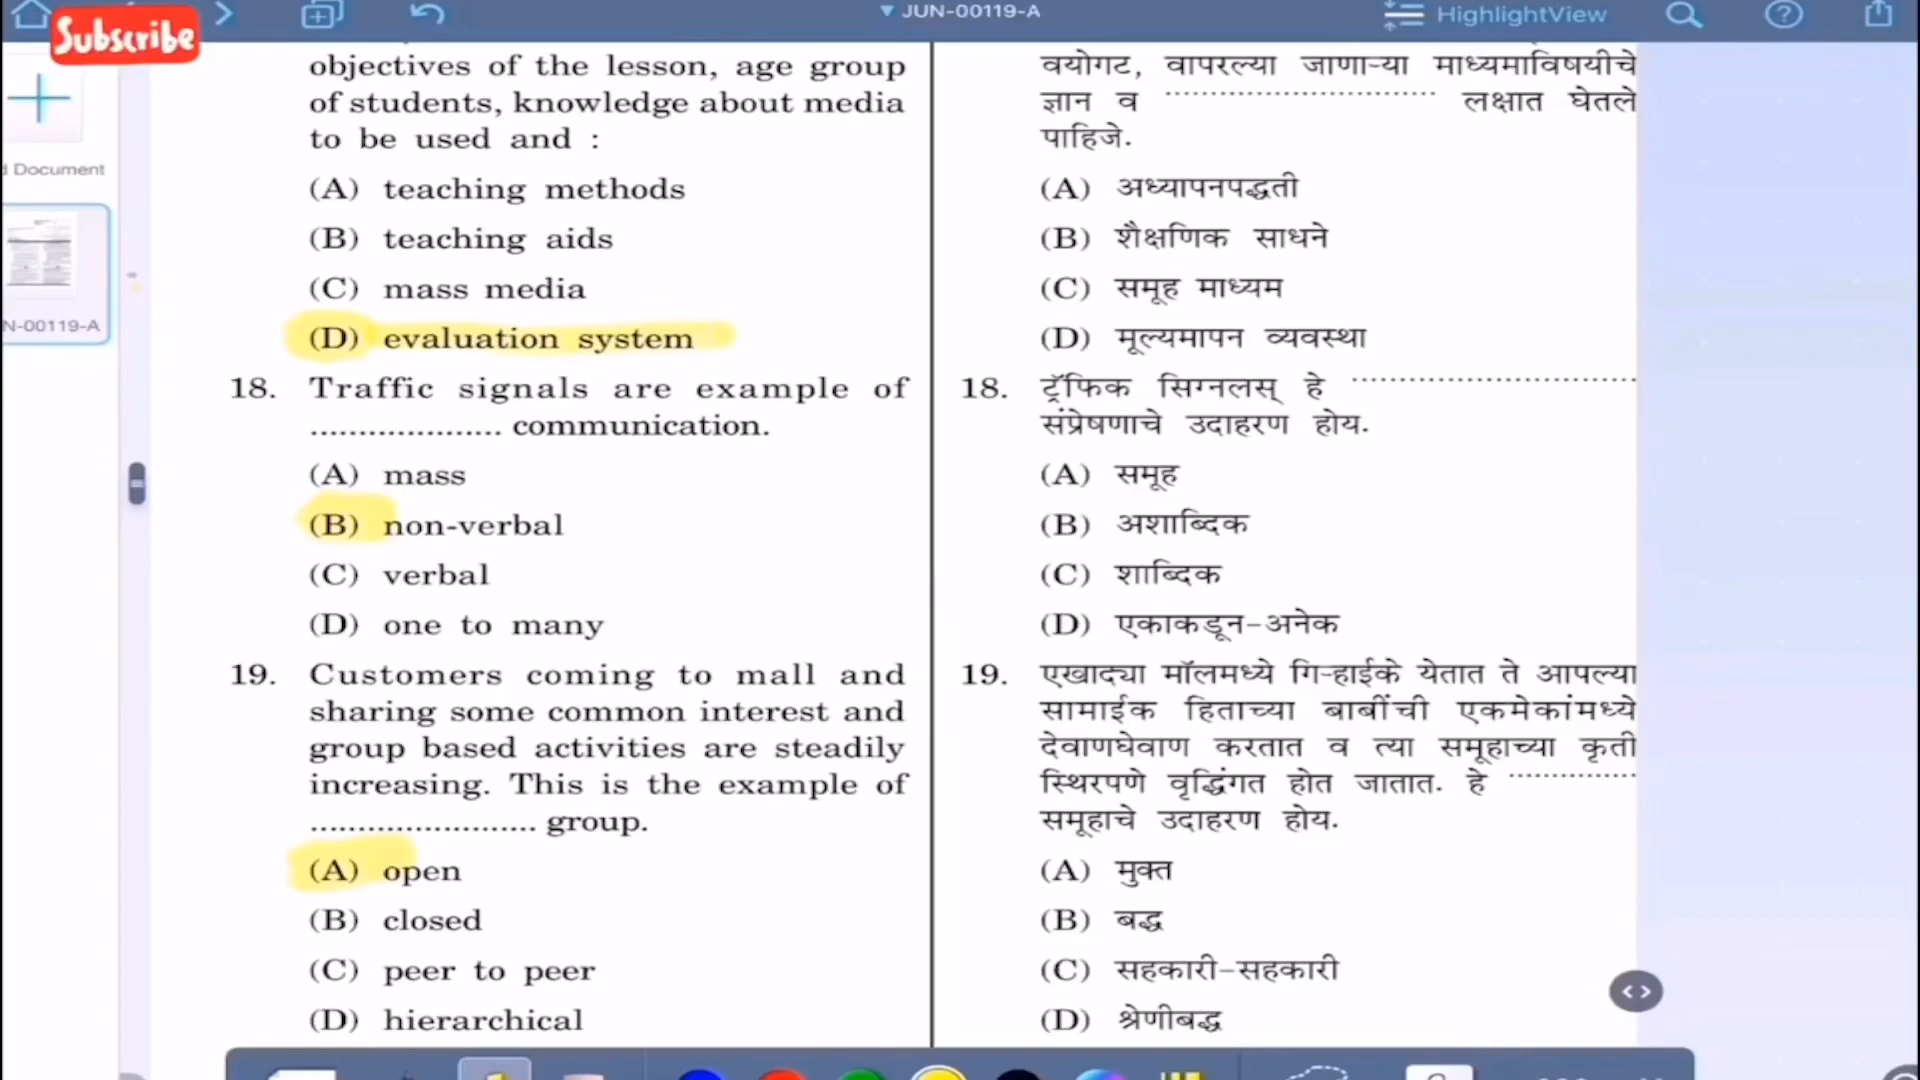 Subscribe
JUN-00119-A
HighlightView
Document
N-00119-A
objectives of the lesson, age group
of students, knowledge about media
to be used and :
(A) teaching methods
(B) teaching aids
(C) mass media
(D) evaluation system
18. Traffic signals are example of
.................... communication.
(A) mass
(B) non-verbal
(C) verbal
(D) one to many
19. Customers coming to mall and
sharing some common interest and
group based activities are steadily
increasing. This is the example of
........................ group.
(A) open
(B) closed
(C) peer to peer
(D) hierarchical
वयोगट, वापरल्या जाणाऱ्या माध्यमाविषयीचे
ज्ञान व ............................ लक्षात घेतले
पाहिजे.
(A) अध्यापनपद्धती
(B) शैक्षणिक साधने
(C) समूह माध्यम
(D) मूल्यमापन व्यवस्था
18. ट्रॅफिक सिग्नलस् हे ............................
संप्रेषणाचे उदाहरण होय.
(A) समूह
(B) अशाब्दिक
(C) शाब्दिक
(D) एकाकडून-अनेक
19. एखाद्या मॉलमध्ये गिऱ्हाईके येतात ते आपल्या
सामाईक हिताच्या बाबींची एकमेकांमध्ये
देवाणघेवाण करतात व त्या समूहाच्या कृती
स्थिरपणे वृद्धिंगत होत जातात. हे .............
समूहाचे उदाहरण होय.
(A) मुक्त
(B) बद्ध
(C) सहकारी-सहकारी
(D) श्रेणीबद्ध